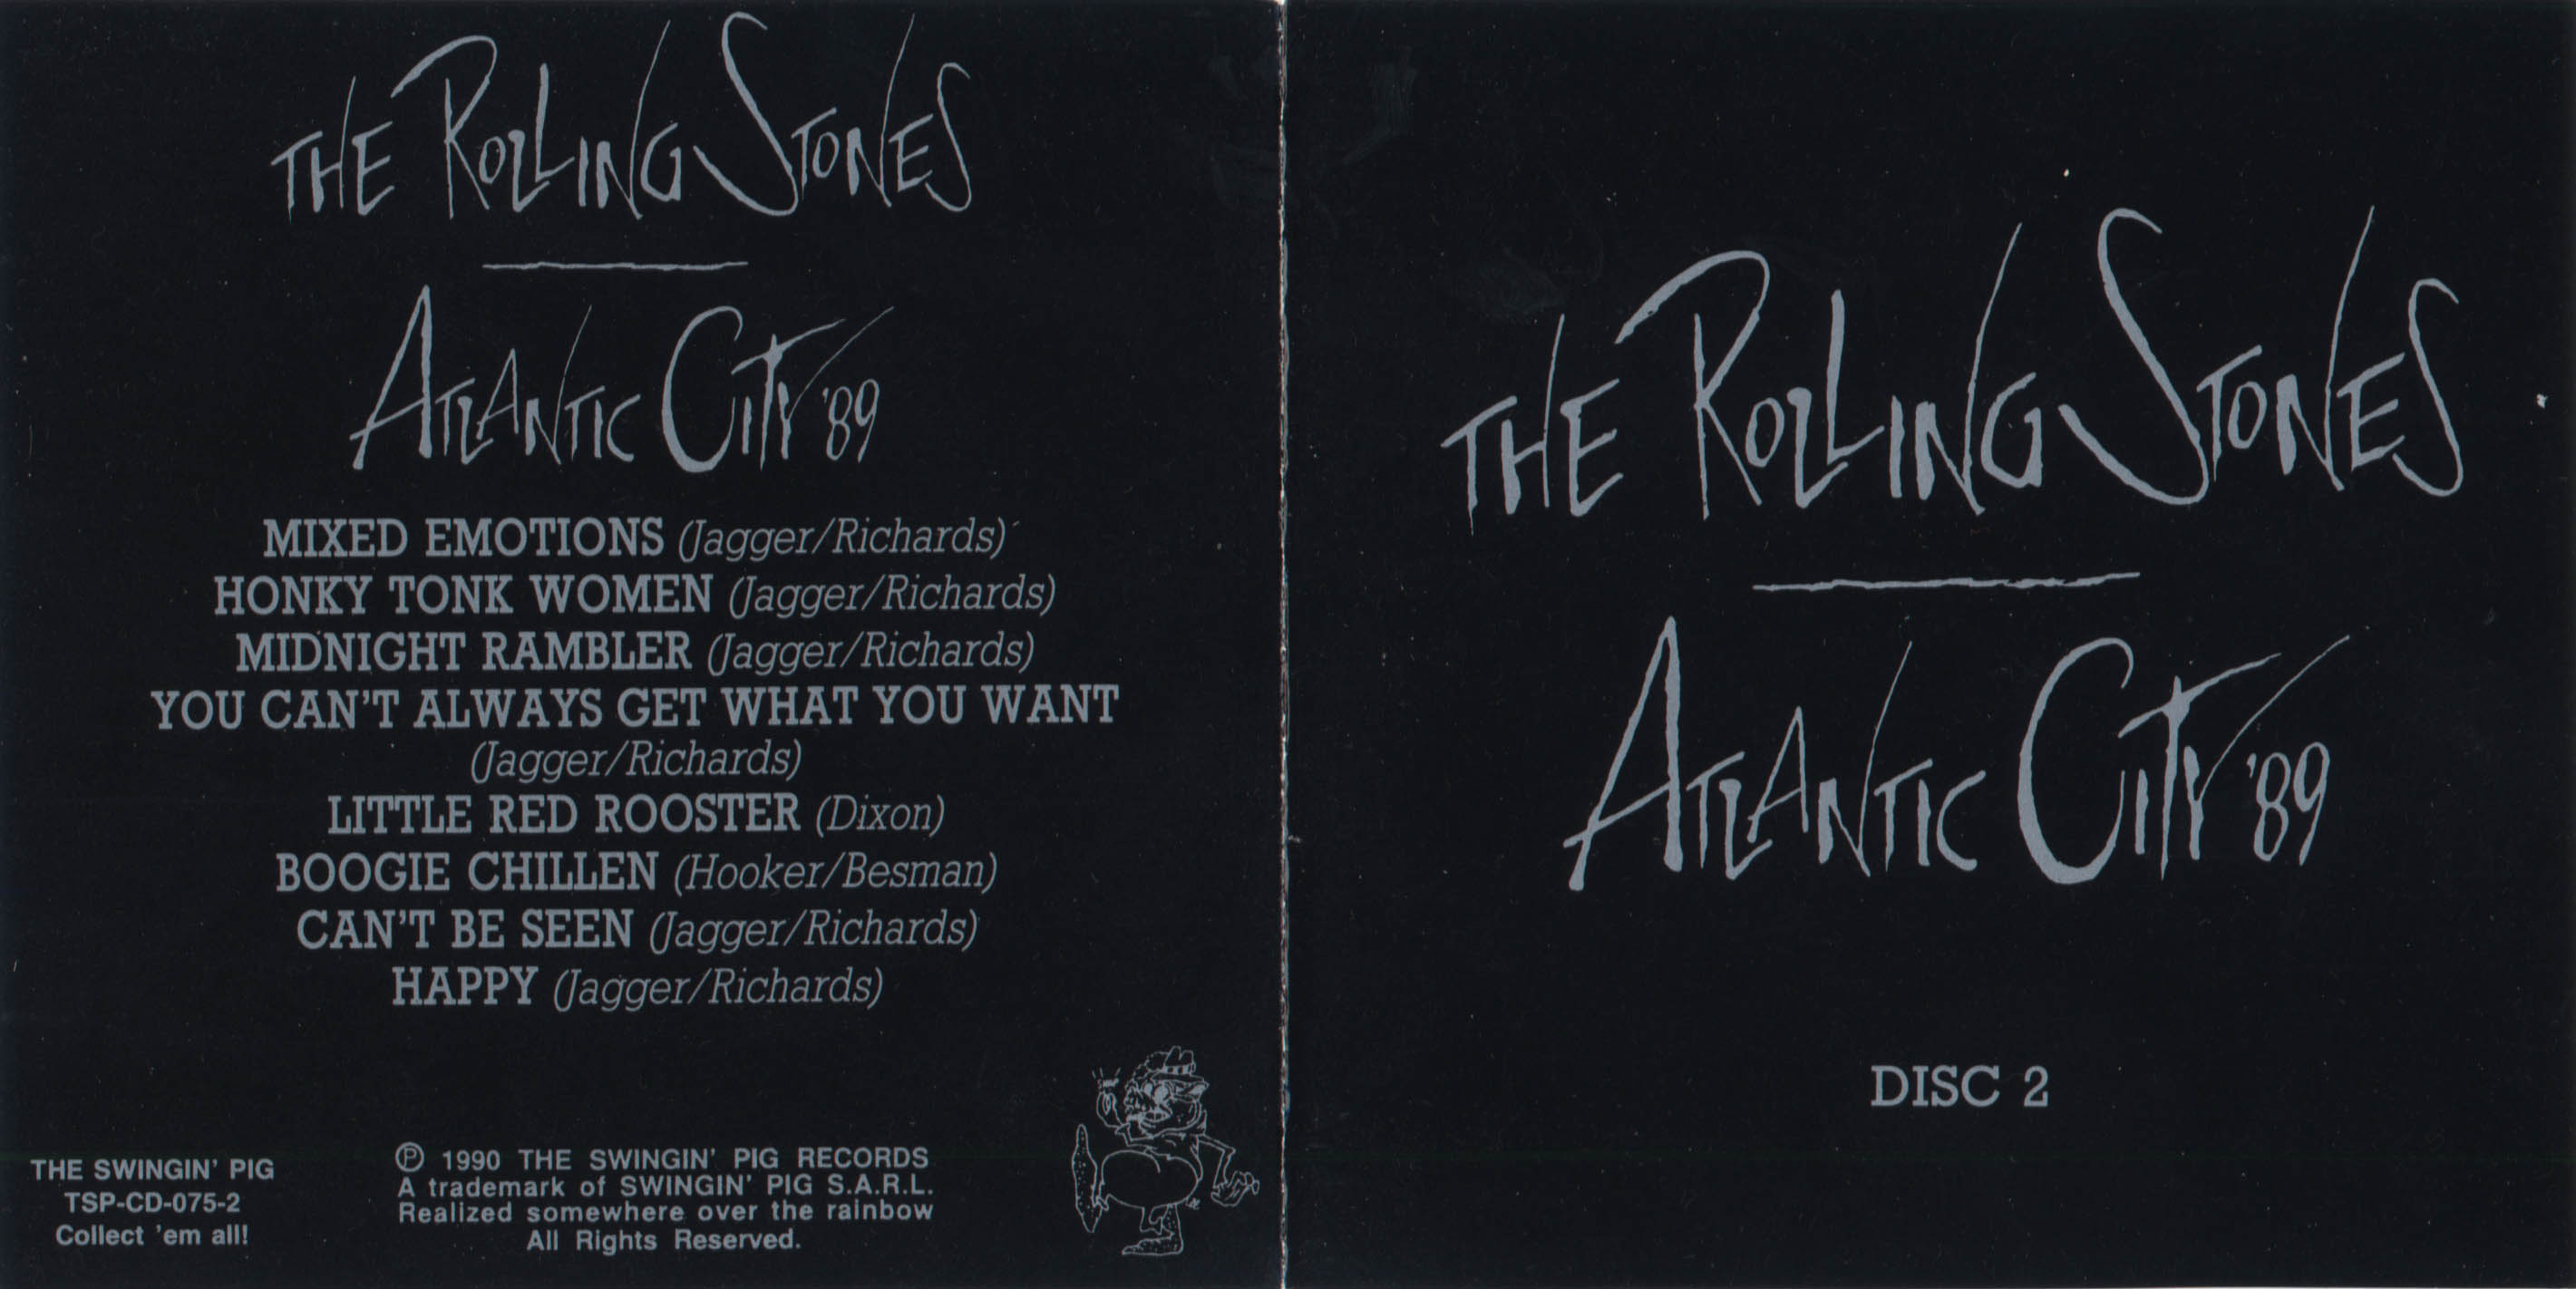 THE ROLLING STONES
ATLANTIC CITY '89
MIXED EMOTIONS (Jagger/Richards)
HONKY TONK WOMEN (Jagger/Richards)
MIDNIGHT RAMBLER (Jagger/Richards)
YOU CAN'T ALWAYS GET WHAT YOU WANT
(Jagger/Richards)
LITTLE RED ROOSTER (Dixon)
BOOGIE CHILLEN (Hooker/Besman)
CAN'T BE SEEN (Jagger/Richards)
HAPPY (Jagger/Richards)
THE SWINGIN' PIG
TSP-CD-075-2
Collect 'em all!
℗ 1990 THE SWINGIN' PIG RECORDS
A trademark of SWINGIN' PIG S.A.R.L.
Realized somewhere over the rainbow
All Rights Reserved.
THE ROLLING STONES
ATLANTIC CITY '89
DISC 2